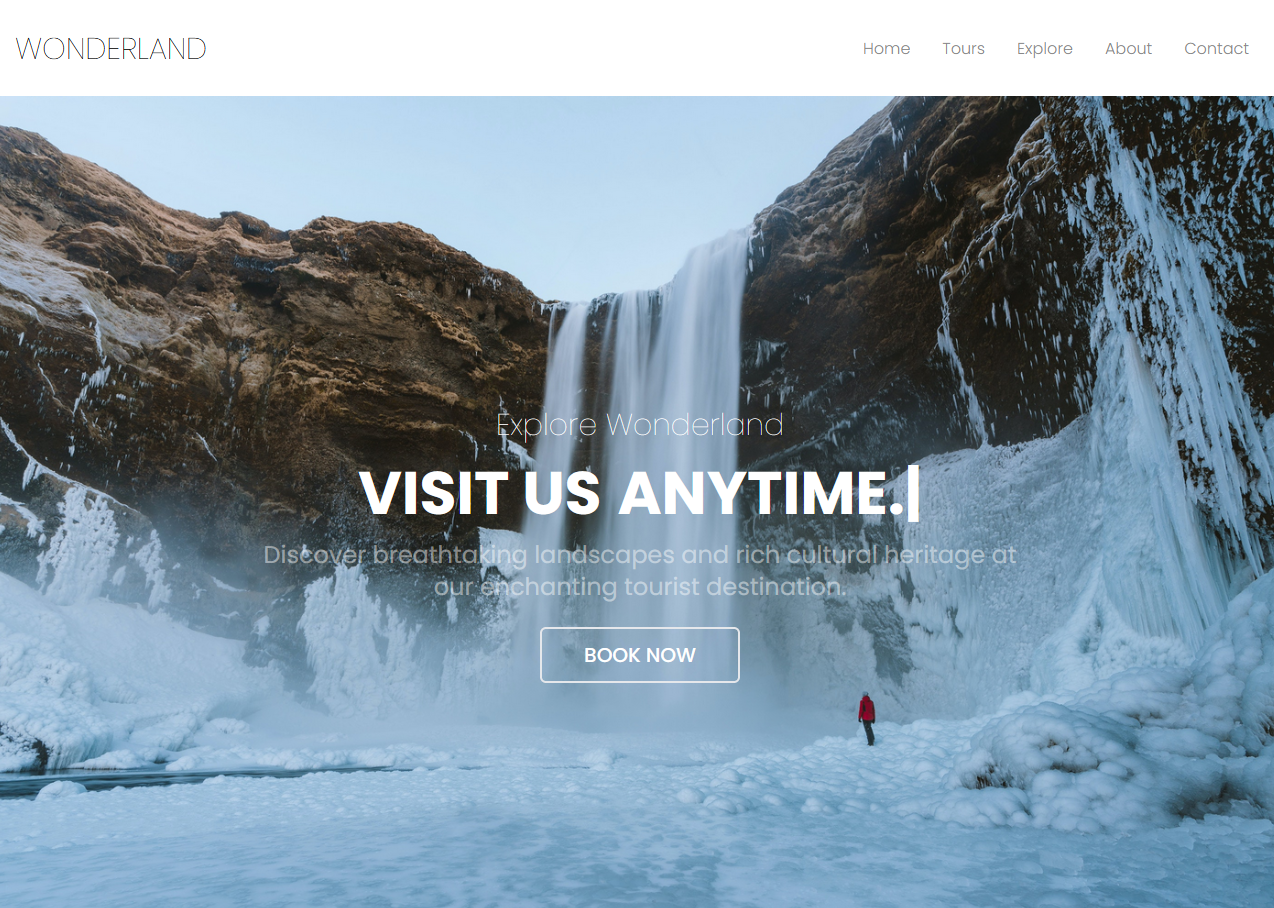 WONDERLAND
Home Tours Explore About Contact
Explore Wonderland
VISIT US ANYTIME.|
Discover breathtaking landscapes and rich cultural heritage at
our enchanting tourist destination.
BOOK NOW